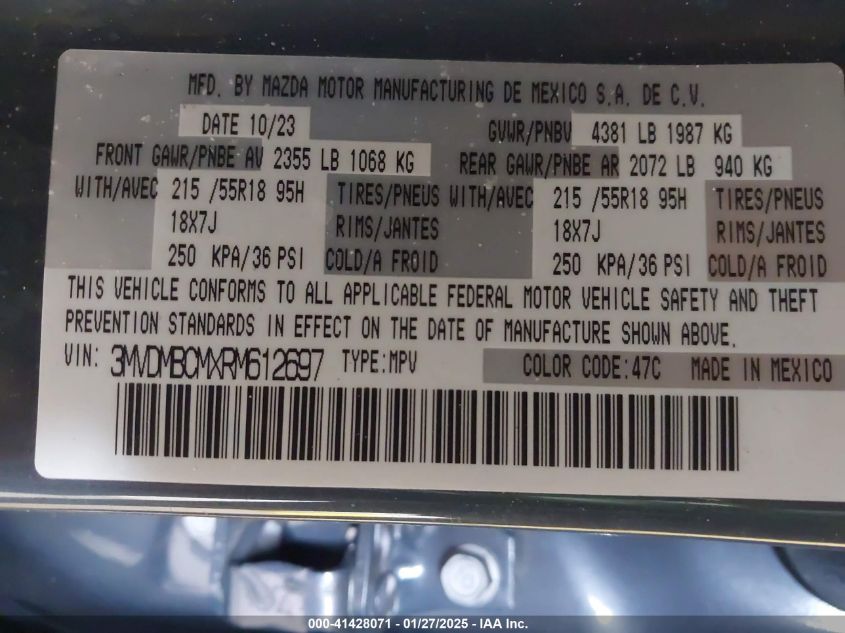 MFD. BY MAZDA MOTOR MANUFACTURING DE MEXICO S.A. DE C.V.
DATE 10/23 GVWR/PNBV 4381 LB 1987 KG
FRONT GAWR/PNBE AV 2355 LB 1068 KG REAR GAWR/PNBE AR 2072 LB 940 KG
WITH/AVEC 215 /55R18 95H TIRES/PNEUS WITH/AVEC 215 /55R18 95H TIRES/PNEUS
18X7J RIMS/JANTES 18X7J RIMS/JANTES
250 KPA/36 PSI COLD/A FROID 250 KPA/36 PSI COLD/A FROID
THIS VEHICLE CONFORMS TO ALL APPLICABLE FEDERAL MOTOR VEHICLE SAFETY AND THEFT
PREVENTION STANDARDS IN EFFECT ON THE DATE OF MANUFACTURE SHOWN ABOVE.
VIN: 3MVDMBCMXRM612697 TYPE:MPV COLOR CODE:47C MADE IN MEXICO
000-41428071 - 01/27/2025 - IAA Inc.